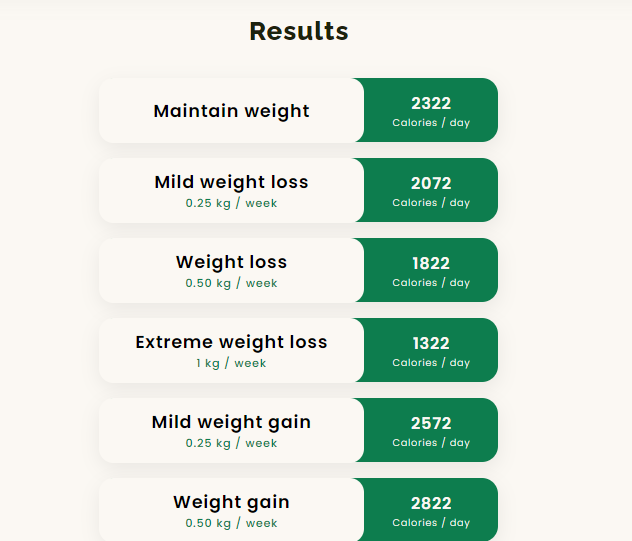 Results
Maintain weight
2322
Calories / day
Mild weight loss
0.25 kg / week
2072
Calories / day
Weight loss
0.50 kg / week
1822
Calories / day
Extreme weight loss
1 kg / week
1322
Calories / day
Mild weight gain
0.25 kg / week
2572
Calories / day
Weight gain
0.50 kg / week
2822
Calories / day